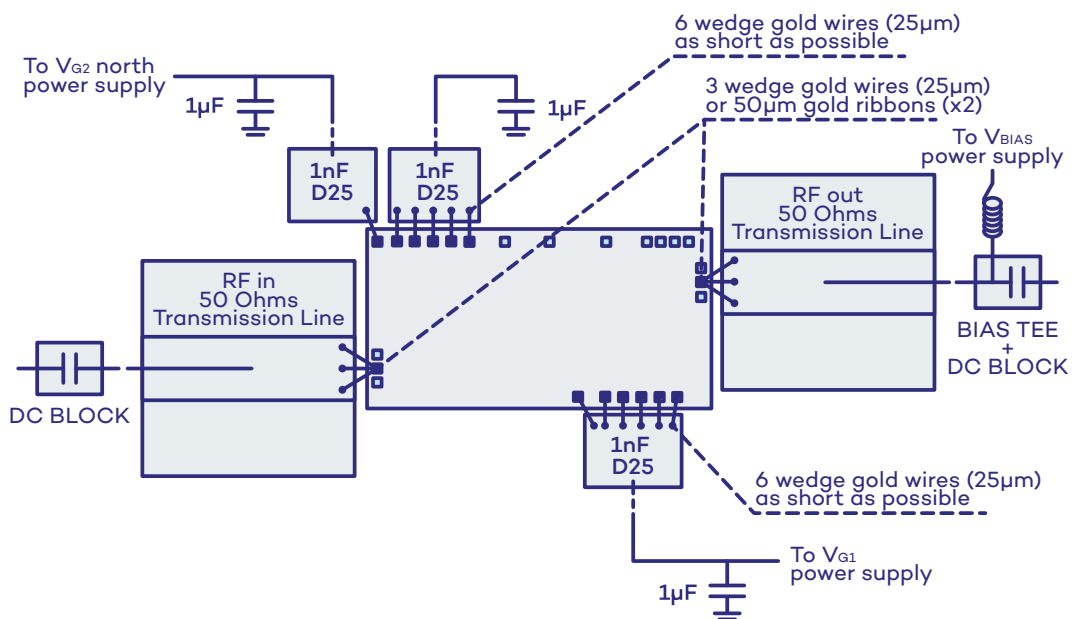 6 wedge gold wires (25µm)
as short as possible
To VG2 north
power supply
1µF
1µF
3 wedge gold wires (25µm)
or 50µm gold ribbons (x2)
To VBIAS
power supply
1nF
D25
1nF
D25
RF out
50 Ohms
Transmission Line
RF in
50 Ohms
Transmission Line
BIAS TEE
+
DC BLOCK
DC BLOCK
1nF
D25
6 wedge gold wires (25µm)
as short as possible
To VG1
power supply
1µF